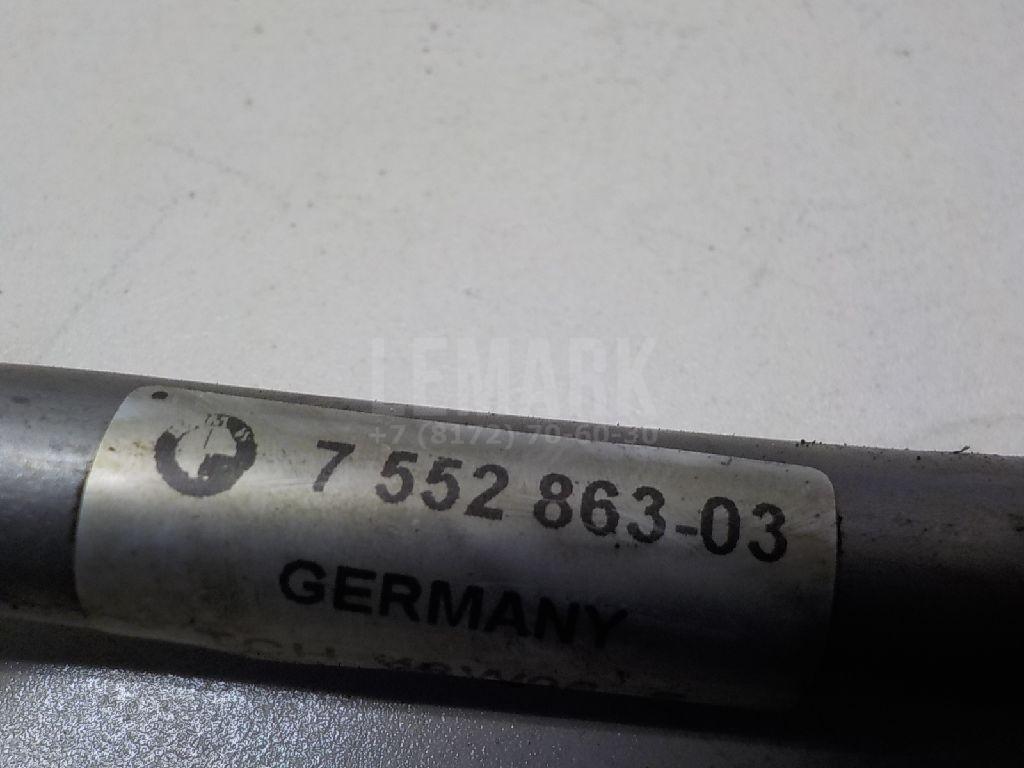 LEMARK
+7 (8172) 70-60-30
7 552 863-03
GERMANY